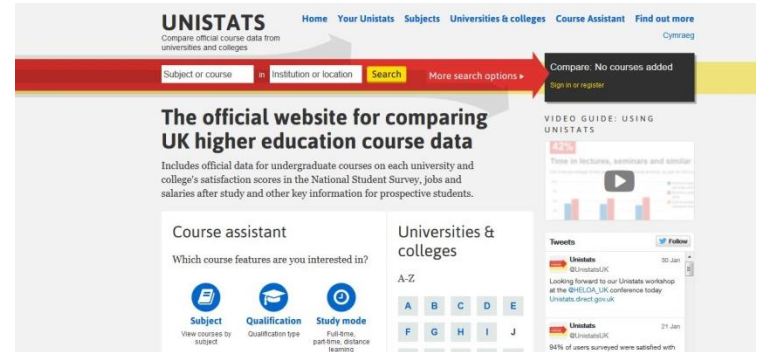 UNISTATS
Compare official course data from
universities and colleges
Home Your Unistats Subjects Universities & colleges Course Assistant Find out more
Cymraeg
Subject or course in Institution or location Search More search options
Compare: No courses added
Sign in or register
The official website for comparing
UK higher education course data
Includes official data for undergraduate courses on each university and
college's satisfaction scores in the National Student Survey, jobs and
salaries after study and other key information for prospective students.
VIDEO GUIDE: USING
UNISTATS
42%
Time in lectures, seminars and similar
Course assistant
Which course features are you interested in?
Subject
View courses by
subject
Qualification
Qualification type
Study mode
Full-time,
part-time, distance
learning
Universities &
colleges
A-Z
A B C D E
F G H I J
Tweets Follow
Unistats 30 Jan
@UnistatsUK
Looking forward to our Unistats workshop
at the @HELOA_UK conference today
Unistats.direct.gov.uk
Unistats 21 Jan
@UnistatsUK
94% of users surveyed were satisfied with